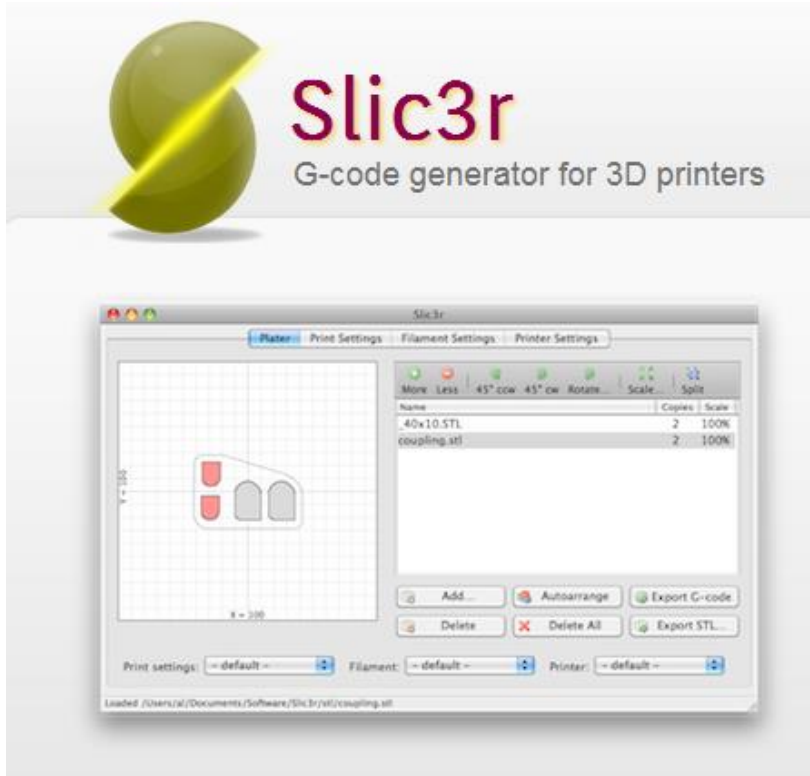 Slic3r
G-code generator for 3D printers
Slic3r
Plater Print Settings Filament Settings Printer Settings
More Less 45° ccw 45° cw Rotate... Scale... Split
Name Copies Scale
_40x10.STL 2 100%
coupling.stl 2 100%
Add... Autoarrange Export G-code
X = 100
Delete Delete All Export STL...
Print settings: - default - Filament: - default - Printer: - default -
Loaded /Users/al/Documents/Software/Slic3r/stl/coupling.stl